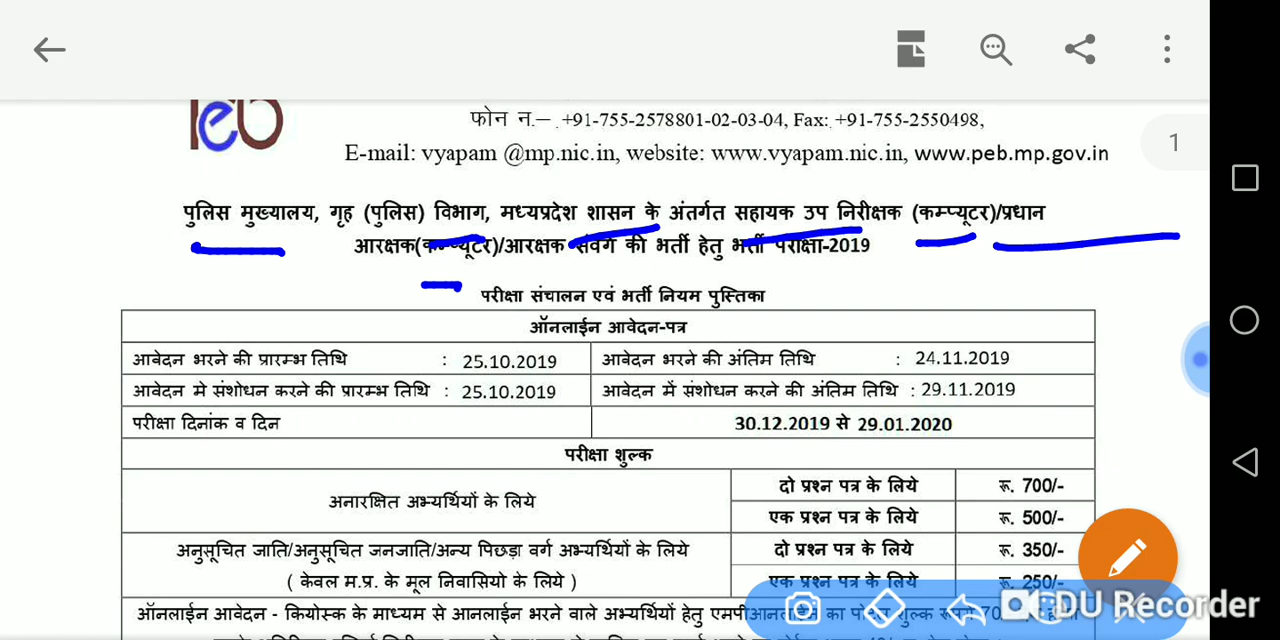 peb
फोन न.– .+91-755-2578801-02-03-04, Fax: .+91-755-2550498,
E-mail: vyapam @mp.nic.in, website: www.vyapam.nic.in, www.peb.mp.gov.in
1
पुलिस मुख्यालय, गृह (पुलिस) विभाग, मध्यप्रदेश शासन के अंतर्गत सहायक उप निरीक्षक (कम्प्यूटर)/प्रधान
आरक्षक(कम्प्यूटर)/आरक्षक संवर्ग की भर्ती हेतु भर्ती परीक्षा-2019
परीक्षा संचालन एवं भर्ती नियम पुस्तिका
ऑनलाईन आवेदन-पत्र
आवेदन भरने की प्रारम्भ तिथि : 25.10.2019 आवेदन भरने की अंतिम तिथि : 24.11.2019
आवेदन मे संशोधन करने की प्रारम्भ तिथि : 25.10.2019 आवेदन में संशोधन करने की अंतिम तिथि : 29.11.2019
परीक्षा दिनांक व दिन 30.12.2019 से 29.01.2020
परीक्षा शुल्क
अनारक्षित अभ्यर्थियों के लिये दो प्रश्न पत्र के लिये रू. 700/-
एक प्रश्न पत्र के लिये रू. 500/-
अनुसूचित जाति/अनुसूचित जनजाति/अन्य पिछड़ा वर्ग अभ्यर्थियों के लिये दो प्रश्न पत्र के लिये रू. 350/-
( केवल म.प्र. के मूल निवासियो के लिये ) एक प्रश्न पत्र के लिये रू. 250/-
ऑनलाईन आवेदन - कियोस्क के माध्यम से आनलाईन भरने वाले अभ्यर्थियों हेतु एमपीआनलाईन का
DU Recorder